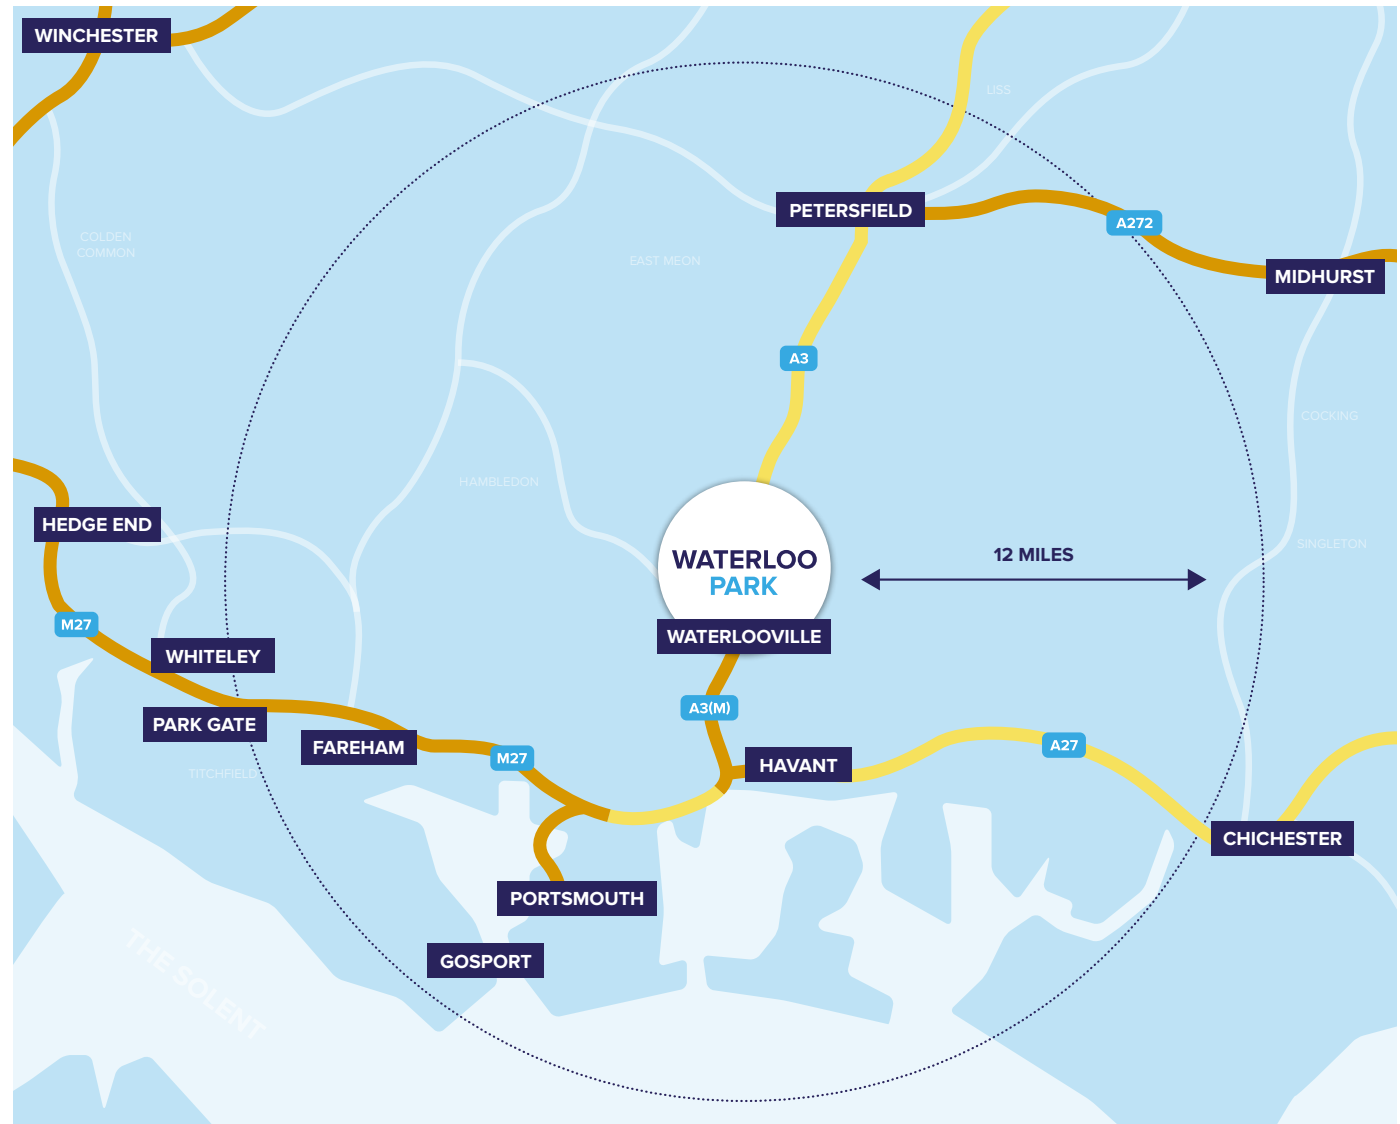 WINCHESTER
LISS
PETERSFIELD
A272
COLDEN
COMMON
EAST MEON
MIDHURST
A3
COCKING
HAMBLEDON
HEDGE END
SINGLETON
WATERLOO
PARK
12 MILES
M27
WATERLOOVILLE
WHITELEY
A3(M)
PARK GATE
FAREHAM
M27
A27
HAVANT
TITCHFIELD
CHICHESTER
PORTSMOUTH
GOSPORT
THE SOLENT